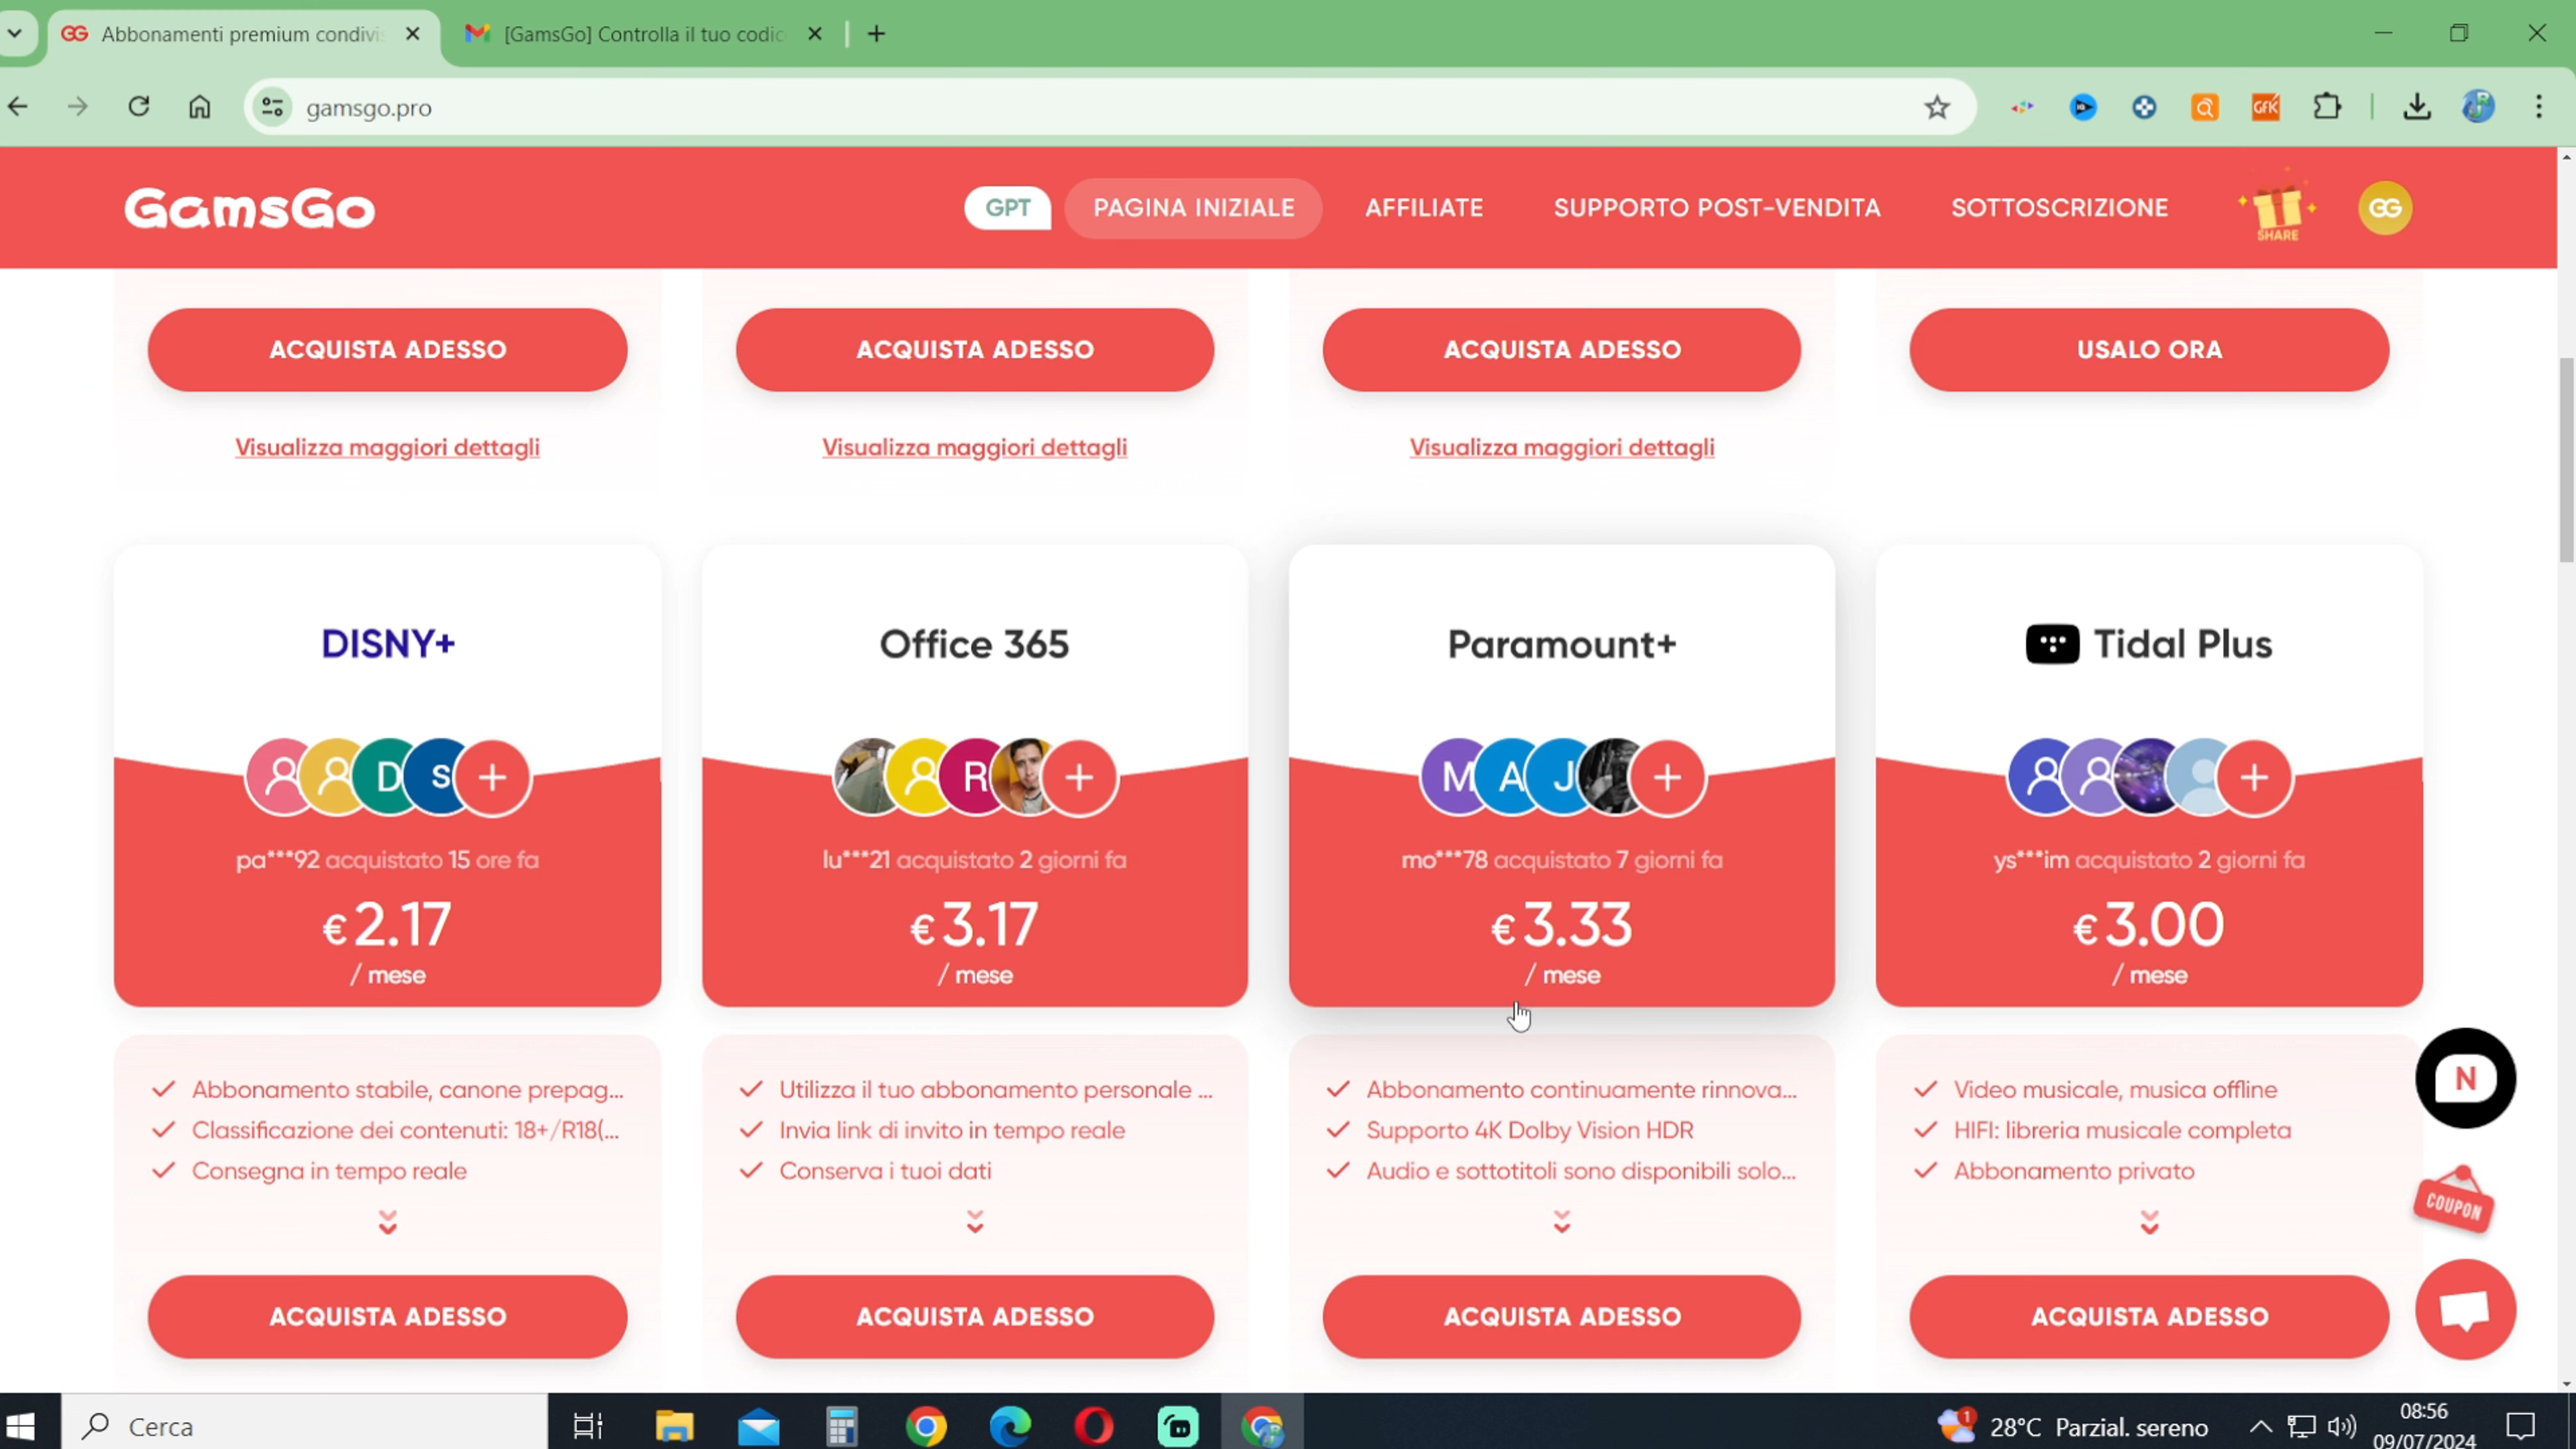 Abbonamenti premium condivis
[GamsGo] Controlla il tuo codic
gamsgo.pro
GFK
GamsGo
GPT
PAGINA INIZIALE
AFFILIATE
SUPPORTO POST-VENDITA
SOTTOSCRIZIONE
SHARE
GG
ACQUISTA ADESSO
ACQUISTA ADESSO
ACQUISTA ADESSO
USALO ORA
Visualizza maggiori dettagli
Visualizza maggiori dettagli
Visualizza maggiori dettagli
DISNY+
Office 365
Paramount+
Tidal Plus
D S
R
M A J
pa***92 acquistato 15 ore fa
lu***21 acquistato 2 giorni fa
mo***78 acquistato 7 giorni fa
ys***im acquistato 2 giorni fa
€ 2.17
€ 3.17
€ 3.33
€ 3.00
/ mese
/ mese
/ mese
/ mese
Abbonamento stabile, canone prepag...
Classificazione dei contenuti: 18+/R18(...
Consegna in tempo reale
Utilizza il tuo abbonamento personale ...
Invia link di invito in tempo reale
Conserva i tuoi dati
Abbonamento continuamente rinnova...
Supporto 4K Dolby Vision HDR
Audio e sottotitoli sono disponibili solo...
Video musicale, musica offline
HIFI: libreria musicale completa
Abbonamento privato
N
COUPON
ACQUISTA ADESSO
ACQUISTA ADESSO
ACQUISTA ADESSO
ACQUISTA ADESSO
Cerca
1
28°C Parzial. sereno
08:56
09/07/2024